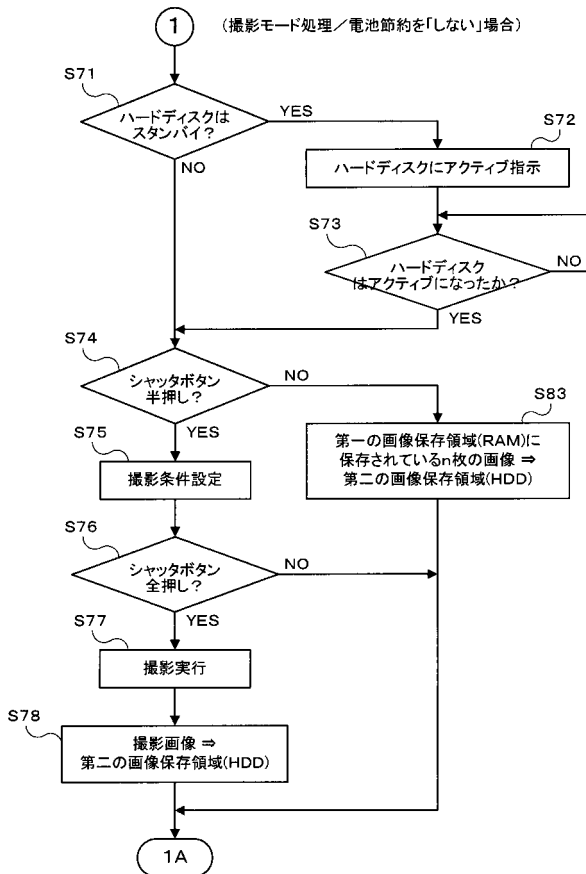 1
(撮影モード処理/電池節約を「しない」場合)
S71
ハードディスクは
スタンバイ?
YES
NO
S72
ハードディスクにアクティブ指示
S73
ハードディスク
はアクティブになったか?
NO
YES
S74
シャッタボタン
半押し?
NO
YES
S83
第一の画像保存領域(RAM)に
保存されているn枚の画像 ⇒
第二の画像保存領域(HDD)
S75
撮影条件設定
S76
シャッタボタン
全押し?
NO
YES
S77
撮影実行
S78
撮影画像 ⇒
第二の画像保存領域(HDD)
1A